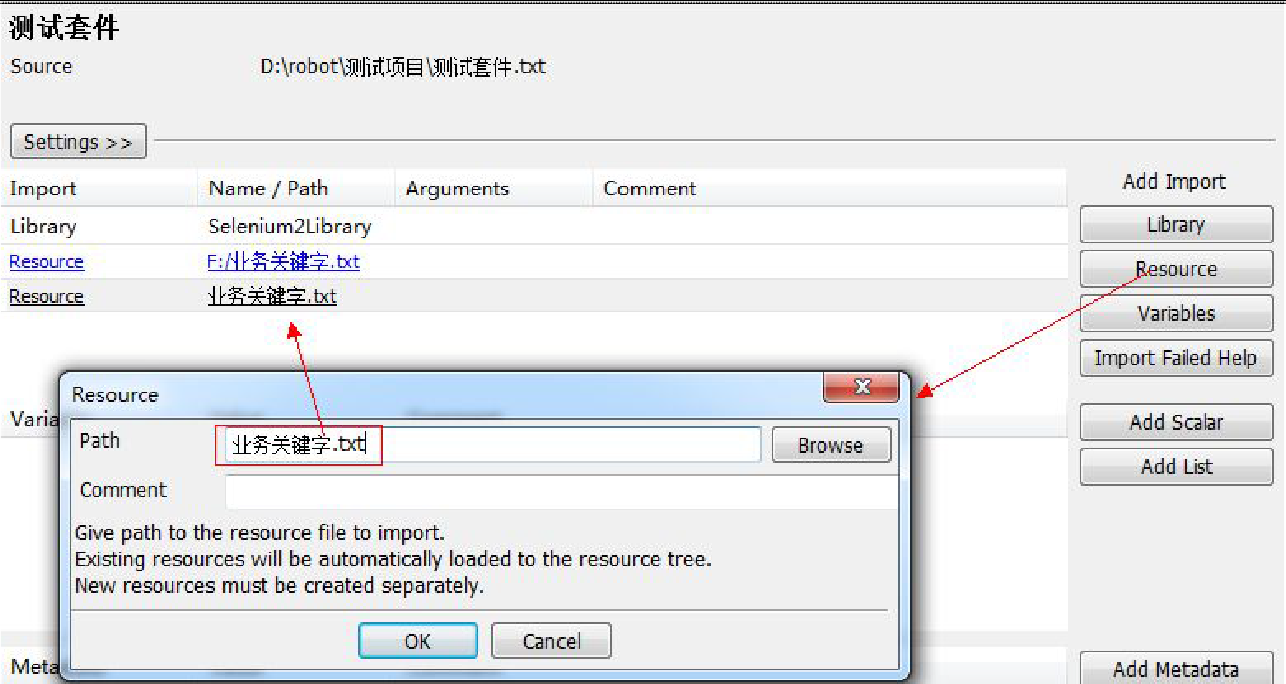 测试套件
Source D:\robot\测试项目\测试套件.txt
Settings >>
Import Name / Path Arguments Comment
Add Import
Library Selenium2Library
Library
Resource F:/业务关键字.txt
Resource
Resource 业务关键字.txt
Variables
Import Failed Help
Resource
Varia
Add Scalar
Path 业务关键字.txt Browse
Add List
Comment
Give path to the resource file to import.
Existing resources will be automatically loaded to the resource tree.
New resources must be created separately.
OK Cancel
Meta
Add Metadata